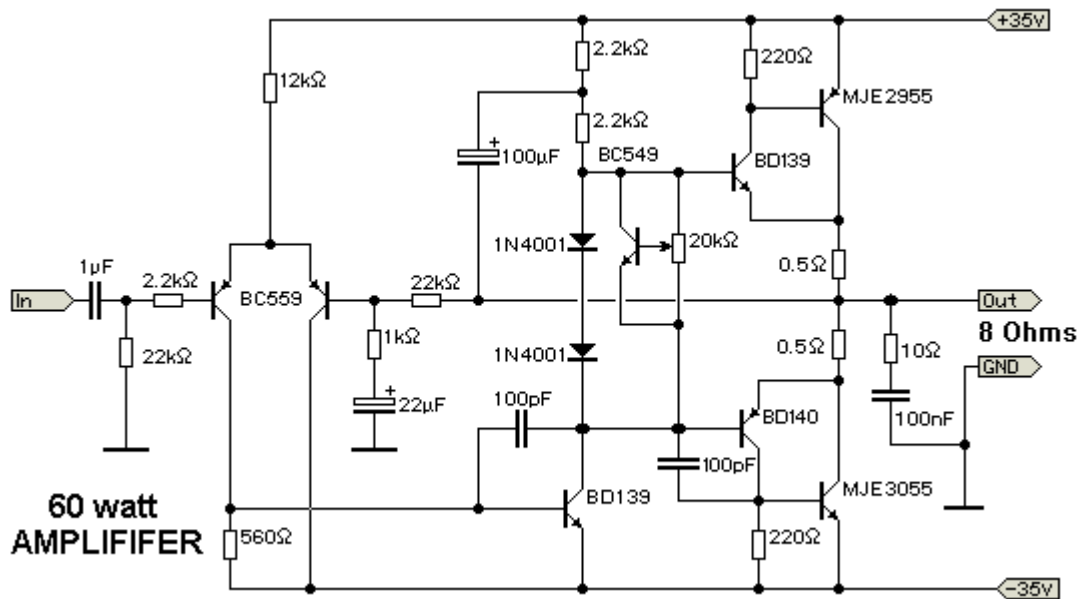 +35v
2.2kΩ
220Ω
12kΩ
MJE2955
2.2kΩ
100µF
BC549
BD139
1N4001
20kΩ
1µF
2.2kΩ
22kΩ
0.5Ω
In
BC559
Out
8 Ohms
22kΩ
1kΩ
1N4001
0.5Ω
10Ω
GND
100pF
22µF
BD140
100nF
100pF
60 watt
AMPLIFIFER
BD139
MJE3055
560Ω
220Ω
-35v